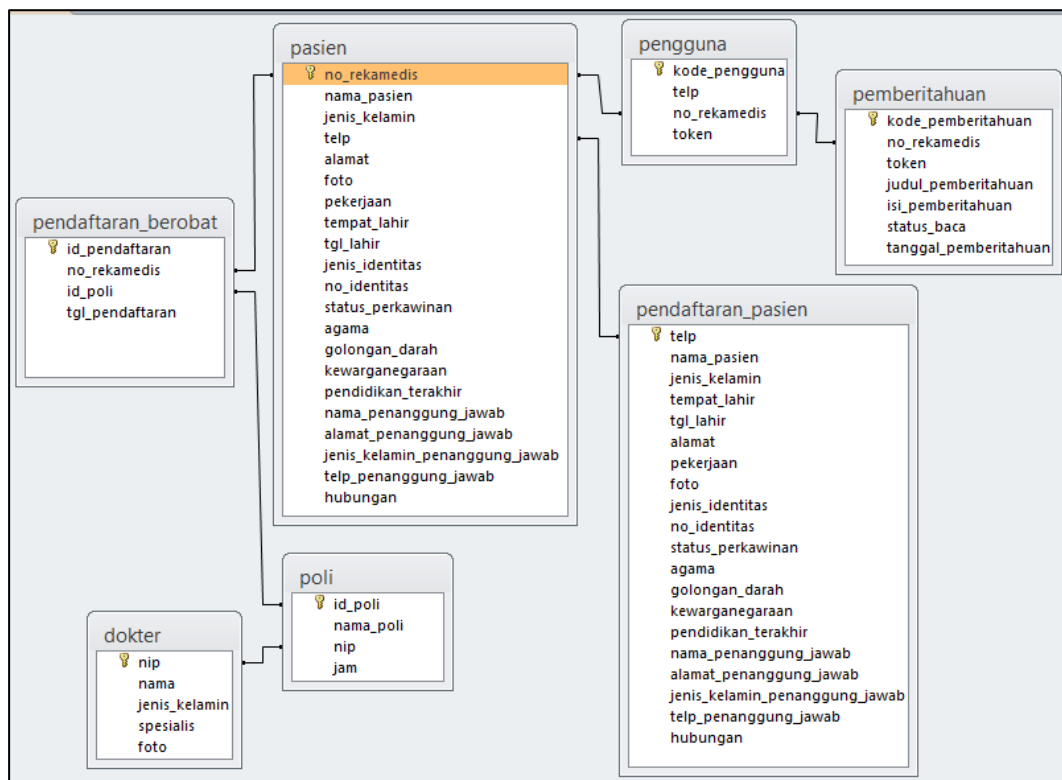 pasien
no_rekamedis
nama_pasien
jenis_kelamin
telp
alamat
foto
pekerjaan
tempat_lahir
tgl_lahir
jenis_identitas
no_identitas
status_perkawinan
agama
golongan_darah
kewarganegaraan
pendidikan_terakhir
nama_penanggung_jawab
alamat_penanggung_jawab
jenis_kelamin_penanggung_jawab
telp_penanggung_jawab
hubungan
pengguna
kode_pengguna
telp
no_rekamedis
token
pemberitahuan
kode_pemberitahuan
no_rekamedis
token
judul_pemberitahuan
isi_pemberitahuan
status_baca
tanggal_pemberitahuan
pendaftaran_berobat
id_pendaftaran
no_rekamedis
id_poli
tgl_pendaftaran
pendaftaran_pasien
telp
nama_pasien
jenis_kelamin
tempat_lahir
tgl_lahir
alamat
pekerjaan
foto
jenis_identitas
no_identitas
status_perkawinan
agama
golongan_darah
kewarganegaraan
pendidikan_terakhir
nama_penanggung_jawab
alamat_penanggung_jawab
jenis_kelamin_penanggung_jawab
telp_penanggung_jawab
hubungan
poli
id_poli
nama_poli
nip
jam
dokter
nip
nama
jenis_kelamin
spesialis
foto